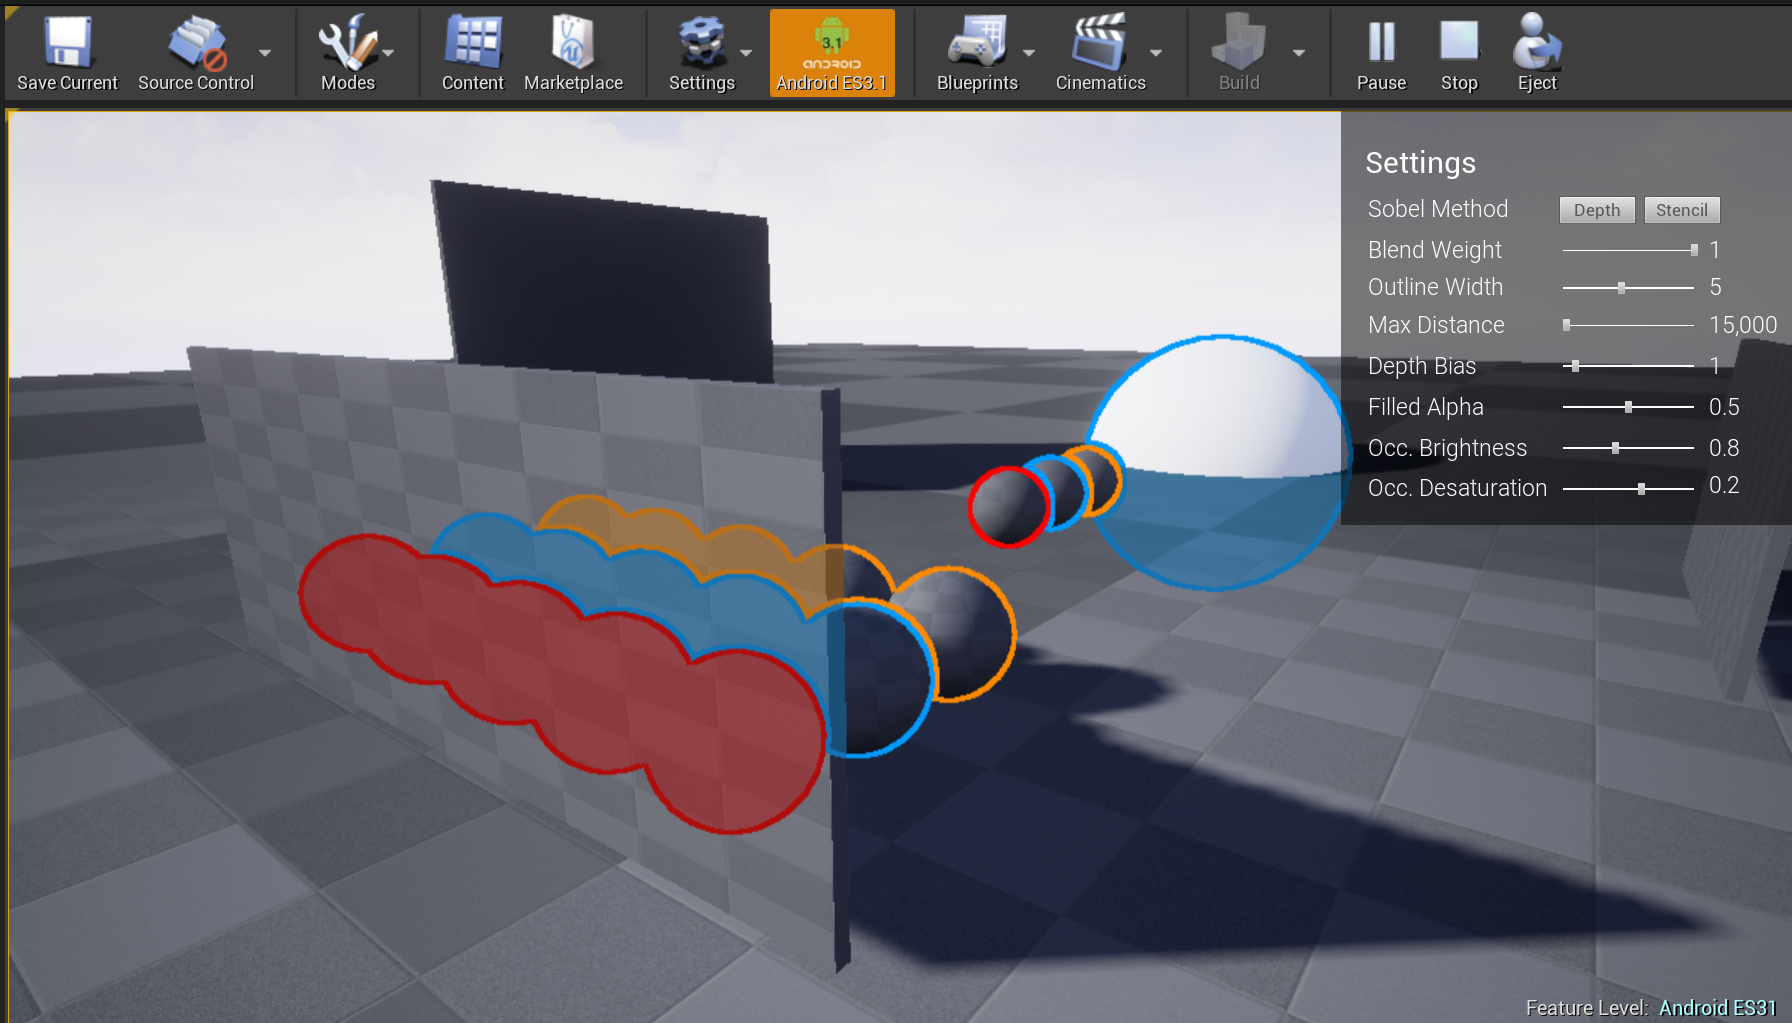 Save Current
Source Control
Modes
Content
Marketplace
Settings
3.1
ANDROID
Android ES3.1
Blueprints
Cinematics
Build
Pause
Stop
Eject
Settings
Sobel Method Depth Stencil
Blend Weight 1
Outline Width 5
Max Distance 15,000
Depth Bias 1
Filled Alpha 0.5
Occ. Brightness 0.8
Occ. Desaturation 0.2
Feature Level: Android ES31